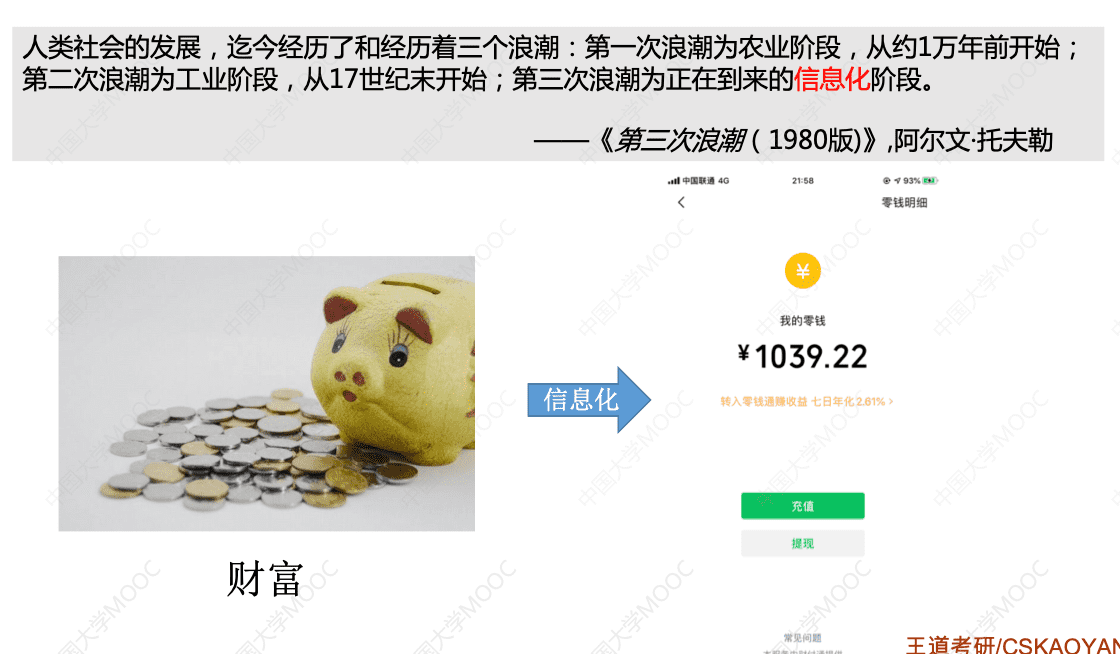 人类社会的发展，迄今经历了和经历着三个浪潮：第一次浪潮为农业阶段，从约1万年前开始；
第二次浪潮为工业阶段，从17世纪末开始；第三次浪潮为正在到来的信息化阶段。
——《第三次浪潮（1980版)》,阿尔文·托夫勒
中国联通 4G 21:58 93%
零钱明细
¥
我的零钱
¥1039.22
转入零钱通赚收益 七日年化2.61% >
信息化
充值
提现
财富
常见问题
王道考研/CSKAOYAN
中国大学MOOC